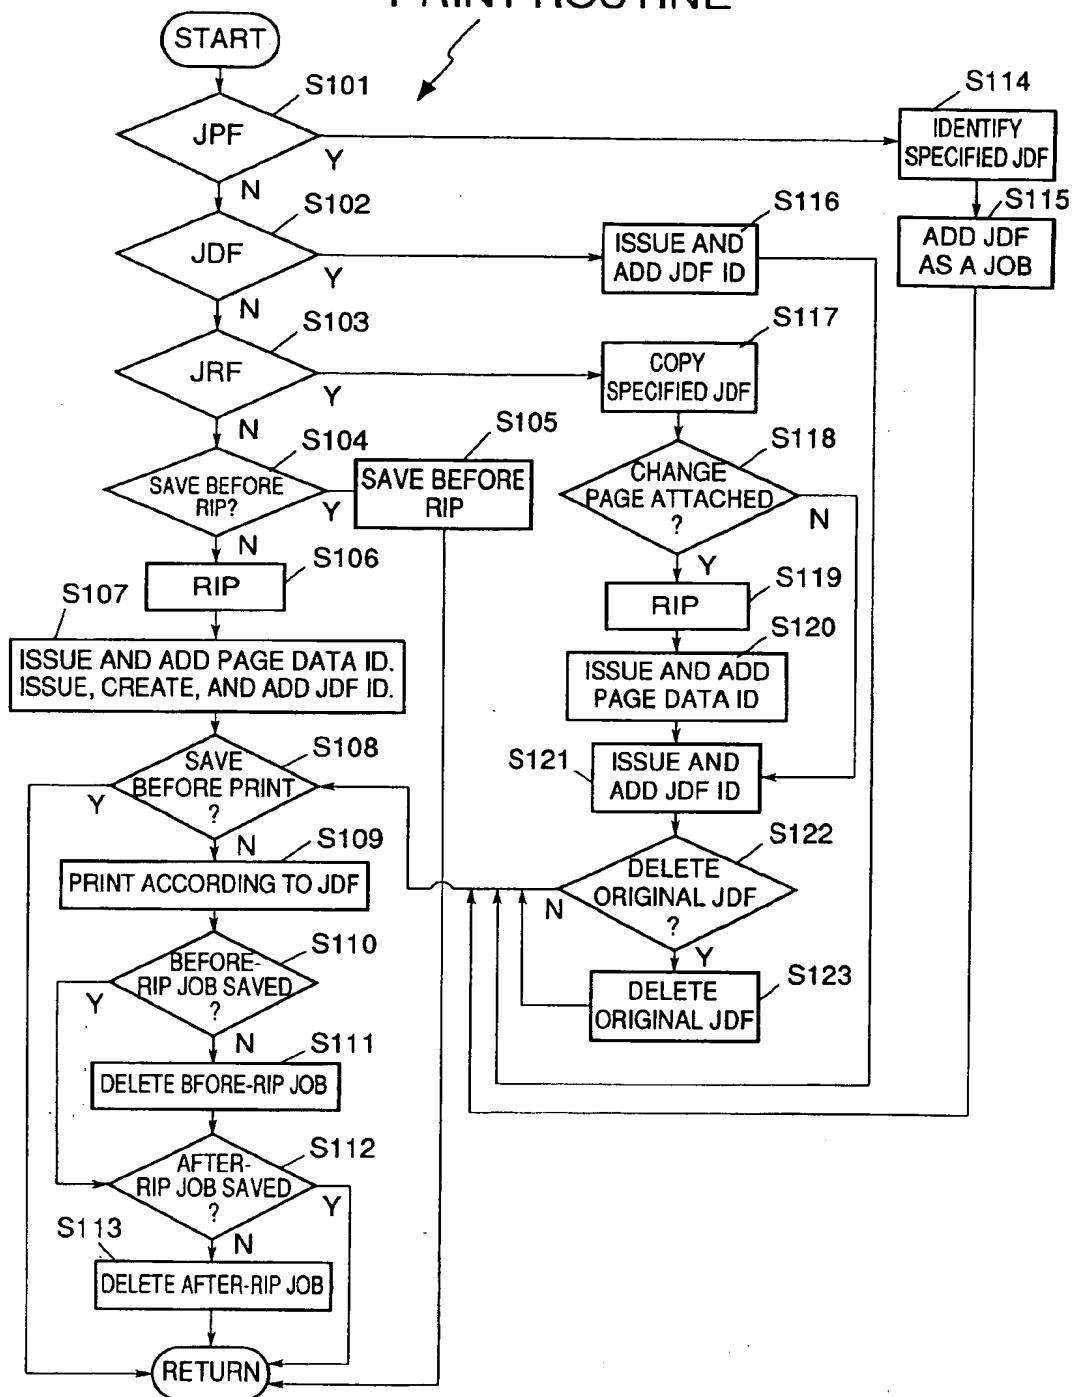 PRINT ROUTINE
START
S101
JPF
Y
N
S114
IDENTIFY
SPECIFIED JDF
S115
ADD JDF
AS A JOB
S102
JDF
Y
N
S116
ISSUE AND
ADD JDF ID
S103
JRF
Y
N
S117
COPY
SPECIFIED JDF
S104
SAVE BEFORE
RIP?
Y
N
S105
SAVE BEFORE
RIP
S118
CHANGE
PAGE ATTACHED
?
N
Y
S106
RIP
S119
RIP
S107
ISSUE AND ADD PAGE DATA ID.
ISSUE, CREATE, AND ADD JDF ID.
S120
ISSUE AND ADD
PAGE DATA ID
S108
SAVE
BEFORE PRINT
?
Y
N
S121
ISSUE AND
ADD JDF ID
S109
PRINT ACCORDING TO JDF
S122
DELETE
ORIGINAL JDF
?
N
Y
S110
BEFORE-
RIP JOB SAVED
?
Y
N
S123
DELETE
ORIGINAL JDF
S111
DELETE BFORE-RIP JOB
S112
AFTER-
RIP JOB SAVED
?
Y
N
S113
DELETE AFTER-RIP JOB
RETURN